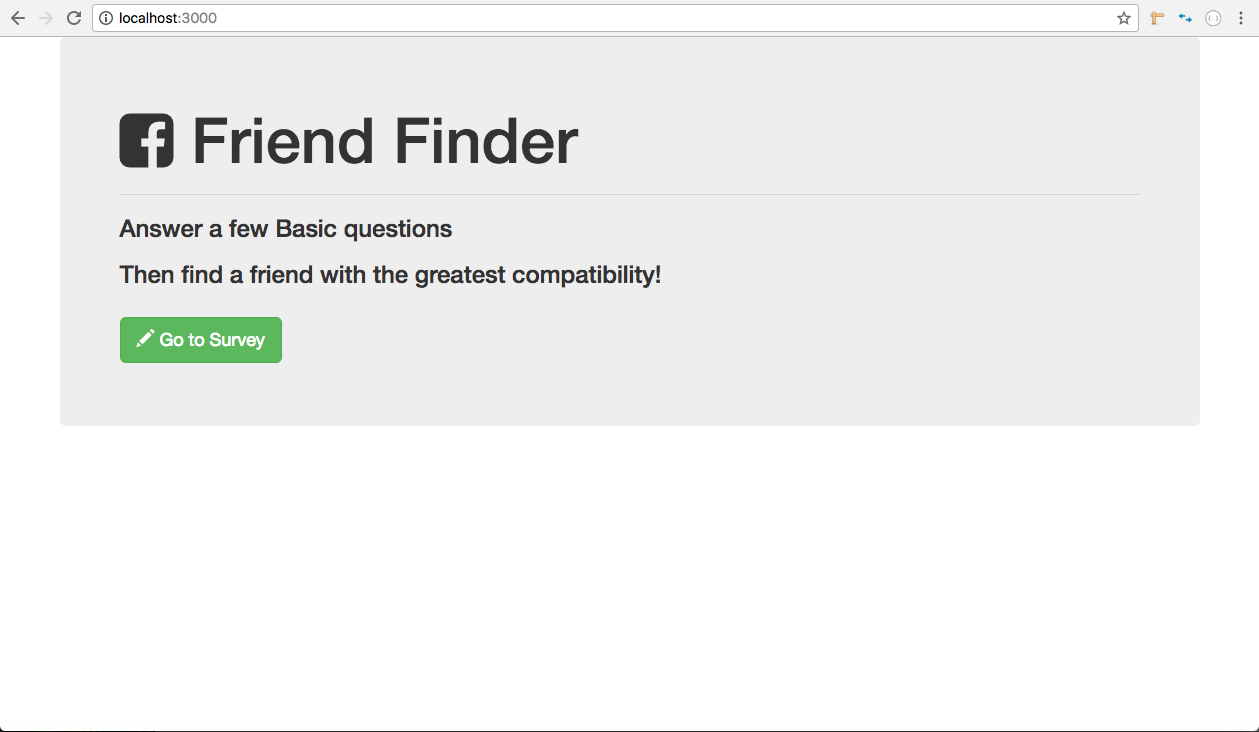 localhost:3000
Friend Finder
Answer a few Basic questions
Then find a friend with the greatest compatibility!
Go to Survey